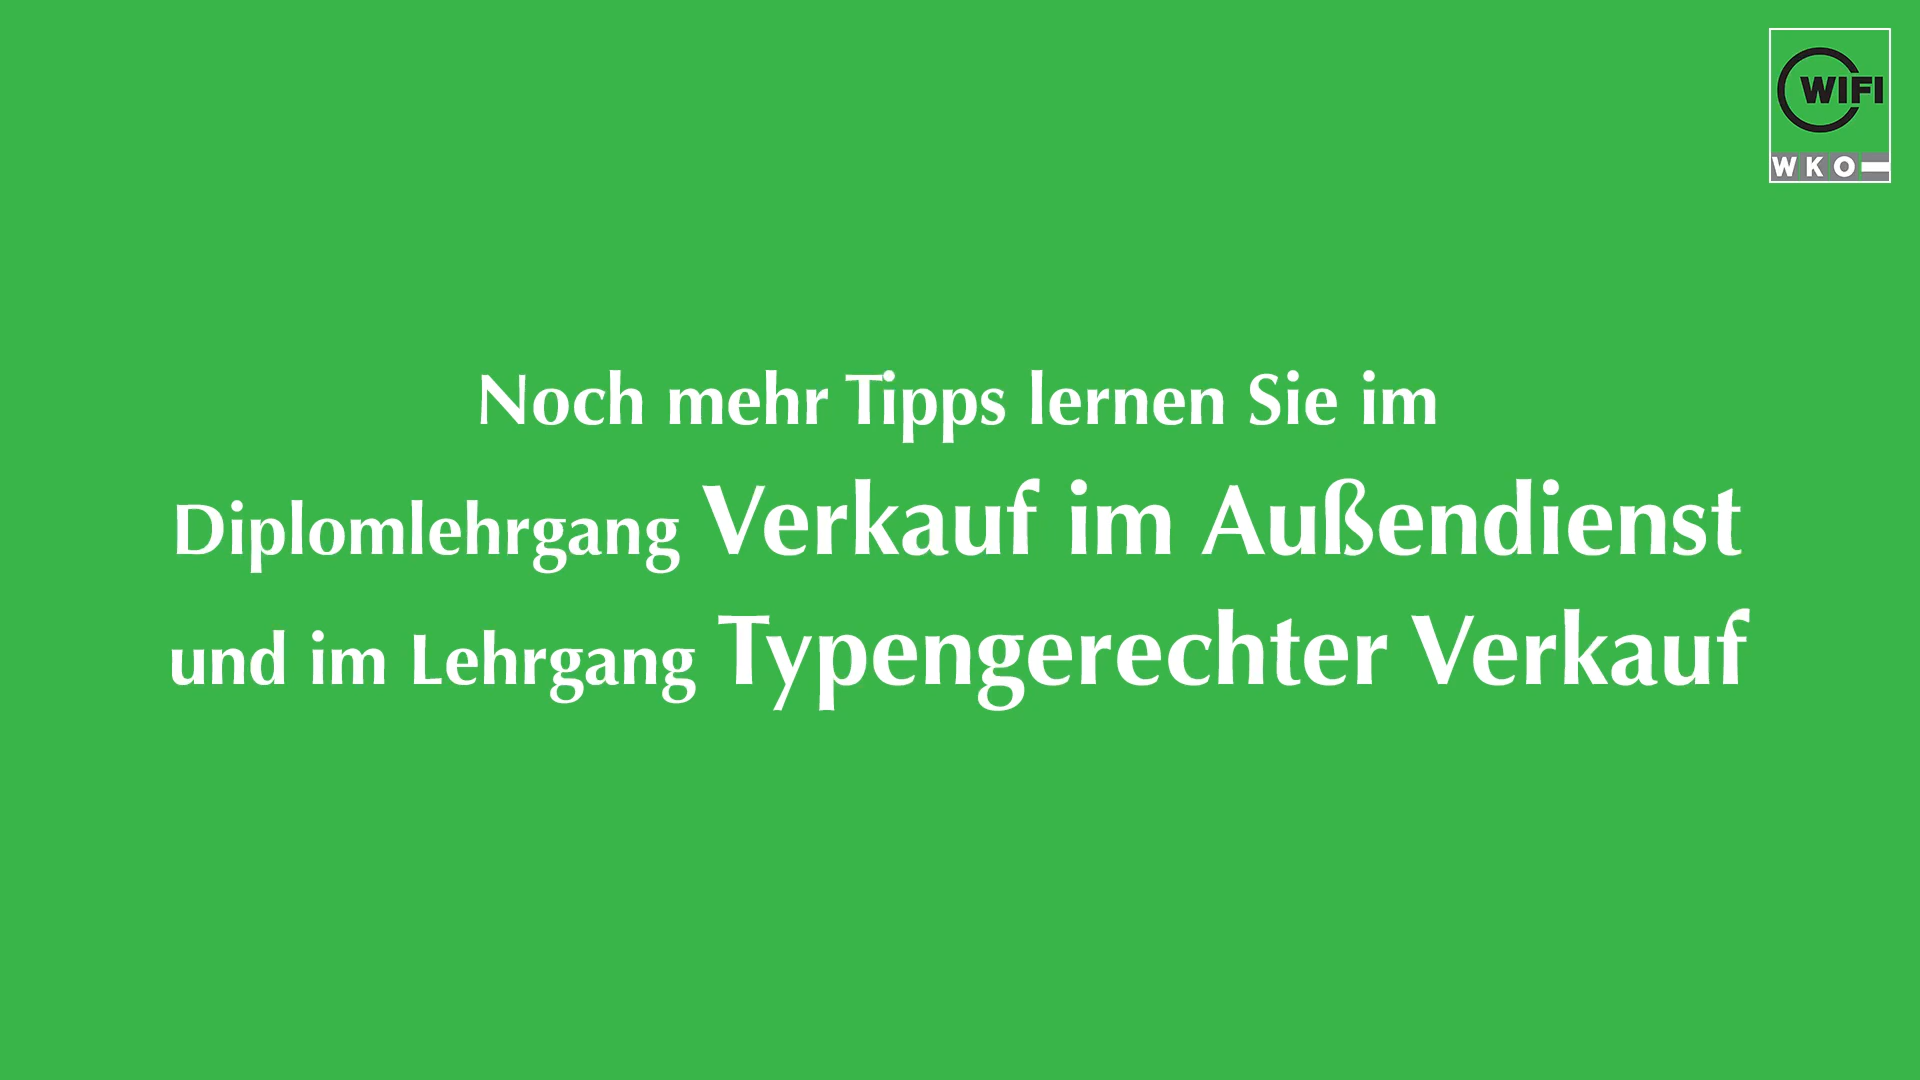 WIFI
WKO
Noch mehr Tipps lernen Sie im
Diplomlehrgang Verkauf im Außendienst
und im Lehrgang Typengerechter Verkauf